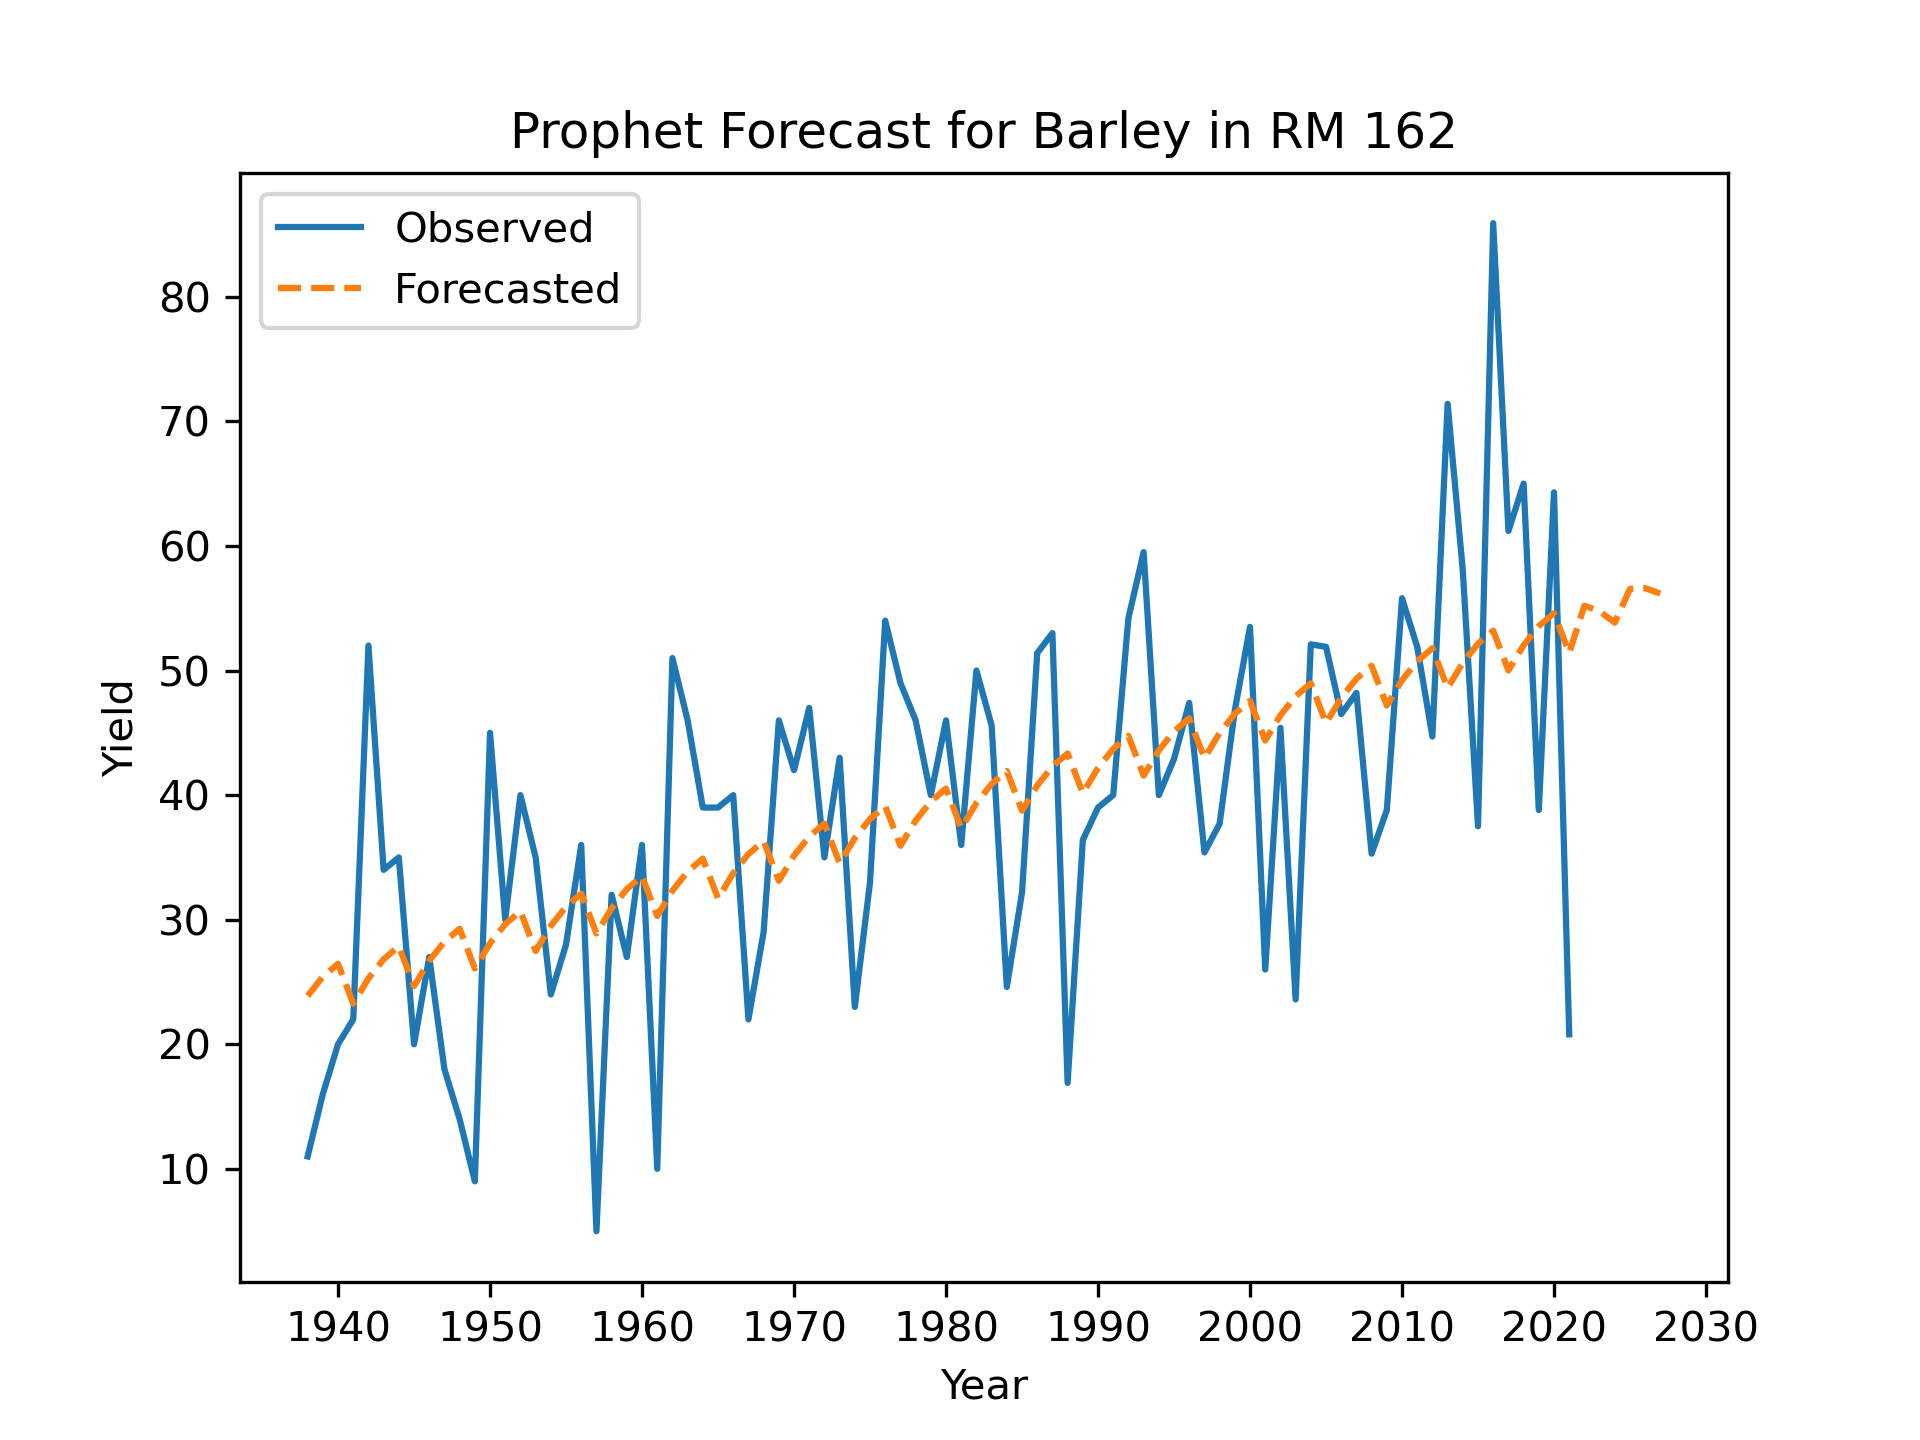 Prophet Forecast for Barley in RM 162
Observed
Forecasted
80
70
60
50
40
30
20
10
Yield
1940 1950 1960 1970 1980 1990 2000 2010 2020 2030
Year